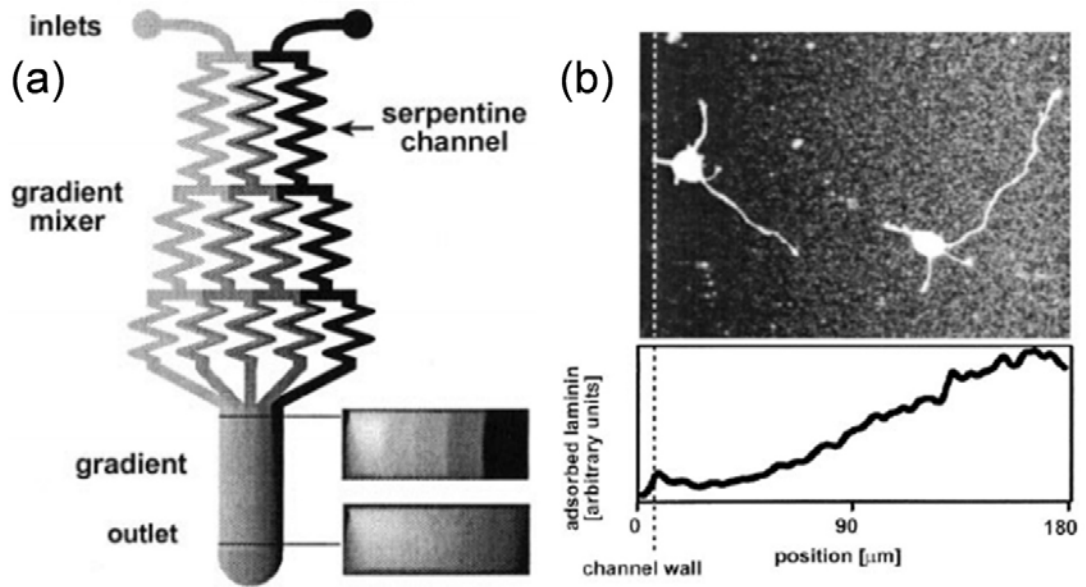 inlets
(a)
serpentine
channel
gradient
mixer
gradient
outlet
(b)
adsorbed laminin
[arbitrary units]
0
90
180
position [μm]
channel wall